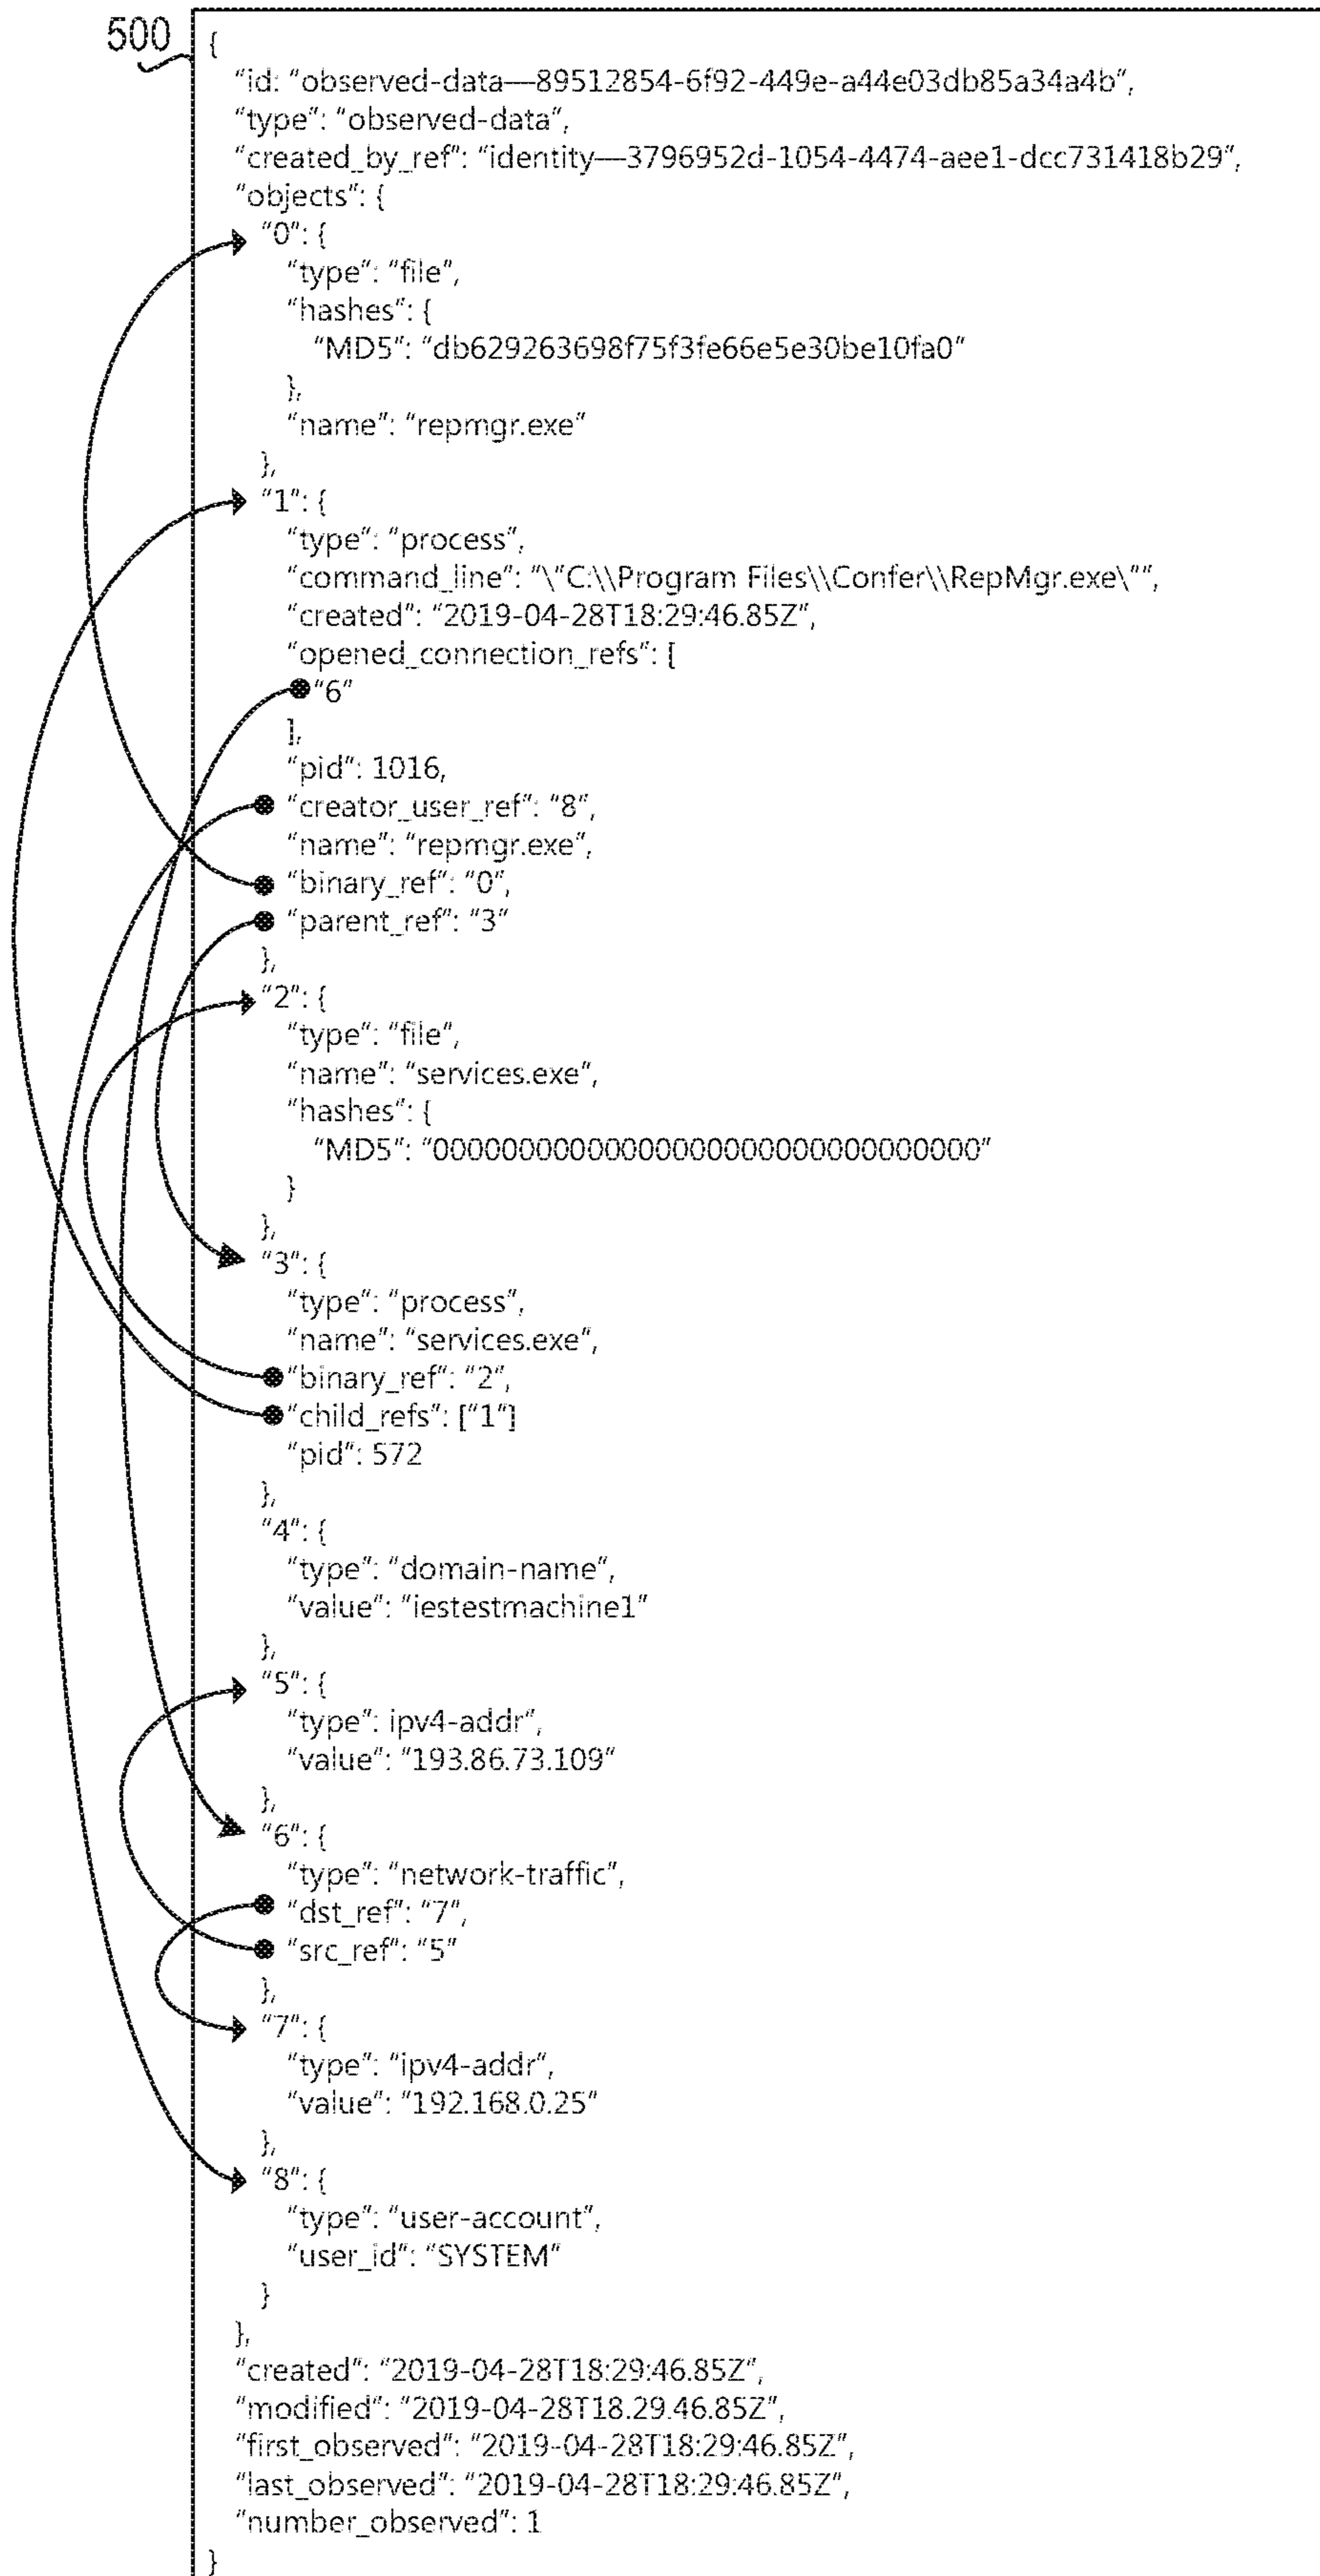 500
{
"id: "observed-data—89512854-6f92-449e-a44e03db85a34a4b",
"type": "observed-data",
"created_by_ref": "identity—3796952d-1054-4474-aee1-dcc731418b29",
"objects": {
"0": {
"type": "file",
"hashes": {
"MD5": "db629263698f75f3fe66e5e30be10fa0"
},
"name": "repmgr.exe"
},
"1": {
"type": "process",
"command_line": "\"C:\\Program Files\\Confer\\RepMgr.exe\"",
"created": "2019-04-28T18:29:46.85Z",
"opened_connection_refs": [
"6"
],
"pid": 1016,
"creator_user_ref": "8",
"name": "repmgr.exe",
"binary_ref": "0",
"parent_ref": "3"
},
"2": {
"type": "file",
"name": "services.exe",
"hashes": {
"MD5": "00000000000000000000000000000000"
}
},
"3": {
"type": "process",
"name": "services.exe",
"binary_ref": "2",
"child_refs": ["1"]
"pid": 572
},
"4": {
"type": "domain-name",
"value": "iestestmachine1"
},
"5": {
"type": ipv4-addr",
"value": "193.86.73.109"
},
"6": {
"type": "network-traffic",
"dst_ref": "7",
"src_ref": "5"
},
"7": {
"type": "ipv4-addr",
"value": "192.168.0.25"
},
"8": {
"type": "user-account",
"user_id": "SYSTEM"
}
},
"created": "2019-04-28T18:29:46.85Z",
"modified": "2019-04-28T18.29.46.85Z",
"first_observed": "2019-04-28T18:29:46.85Z",
"last_observed": "2019-04-28T18:29:46.85Z",
"number_observed": 1
}